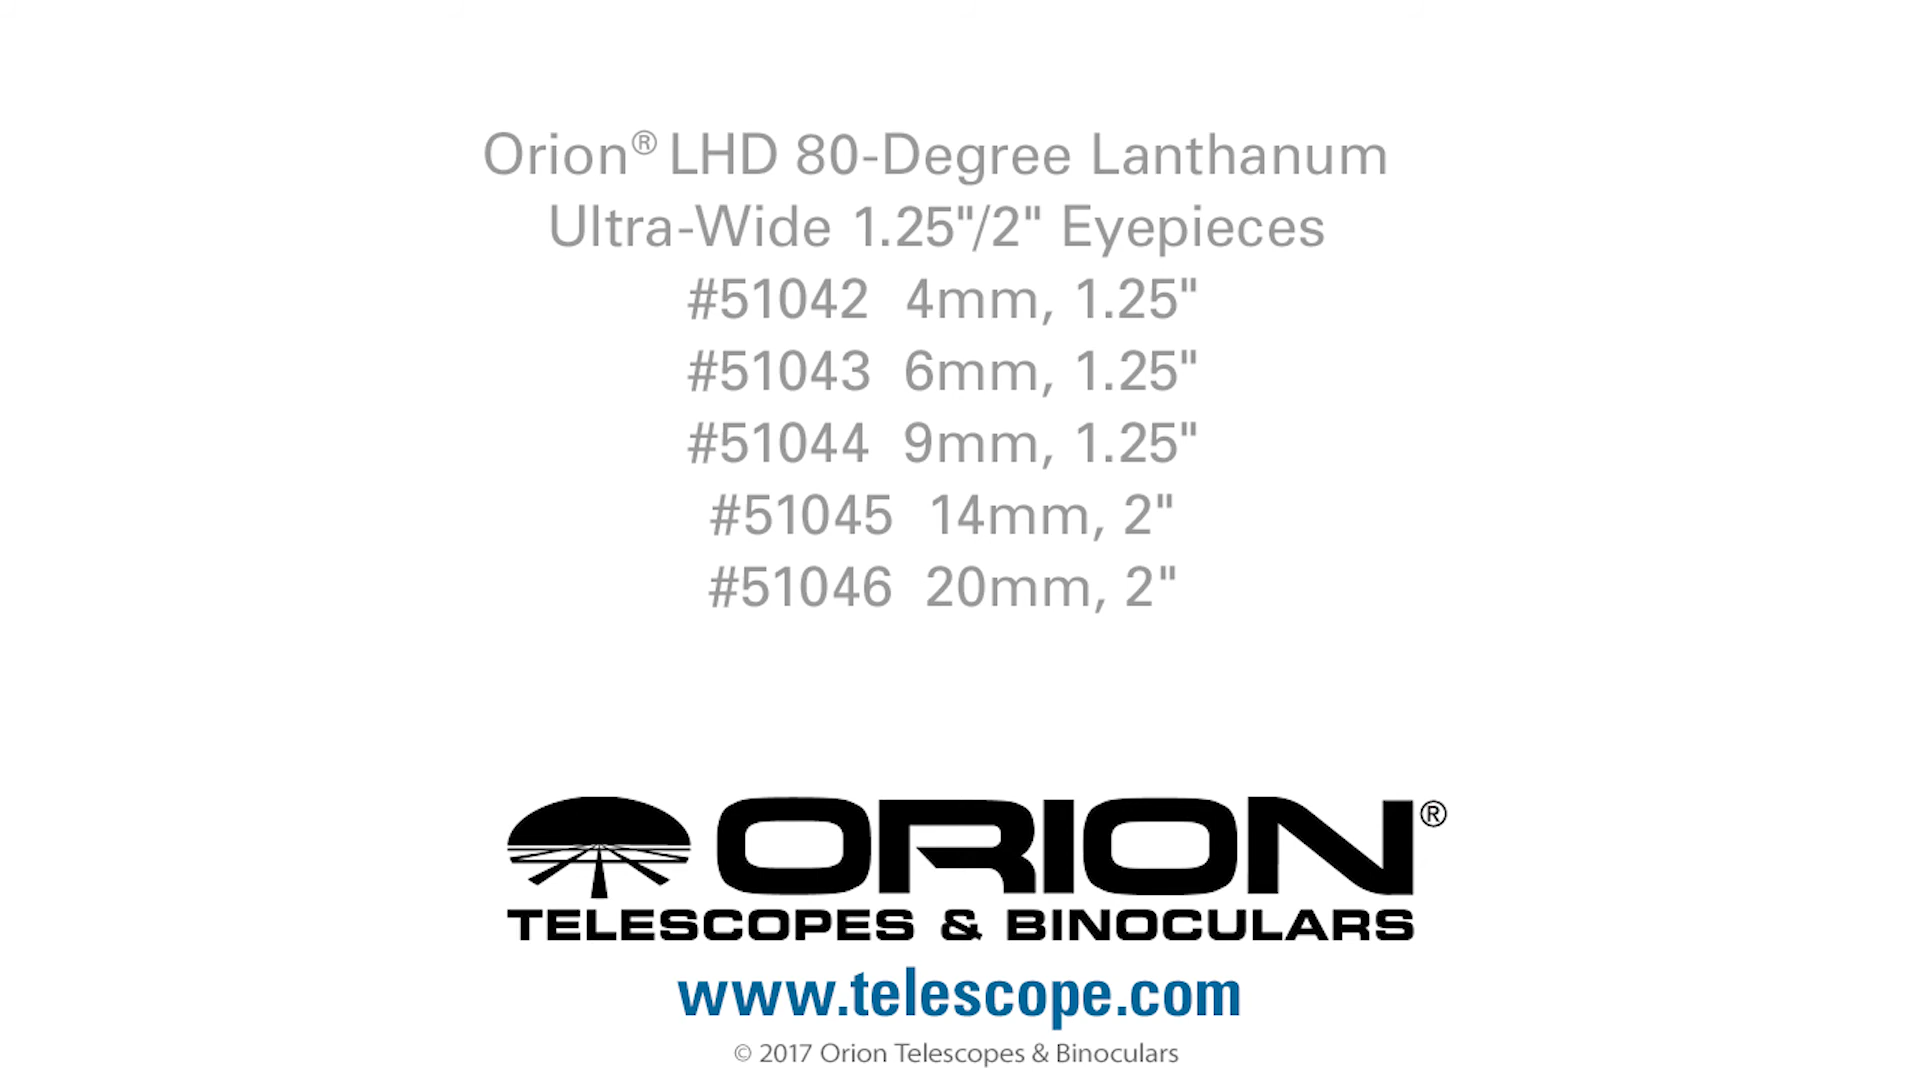 Orion® LHD 80-Degree Lanthanum
Ultra-Wide 1.25"/2" Eyepieces
#51042 4mm, 1.25"
#51043 6mm, 1.25"
#51044 9mm, 1.25"
#51045 14mm, 2"
#51046 20mm, 2"
ORION®
TELESCOPES & BINOCULARS
www.telescope.com
© 2017 Orion Telescopes & Binoculars